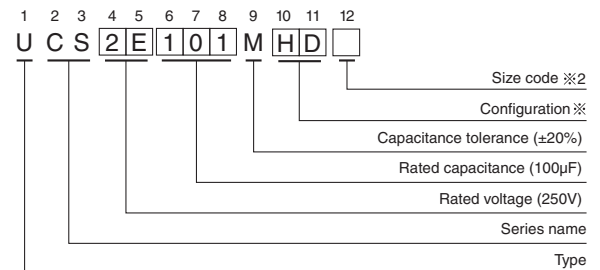 1 2 3 4 5 6 7 8 9 10 11 12
U C S 2 E 1 0 1 M H D
Size code ※2
Configuration ※
Capacitance tolerance (±20%)
Rated capacitance (100µF)
Rated voltage (250V)
Series name
Type